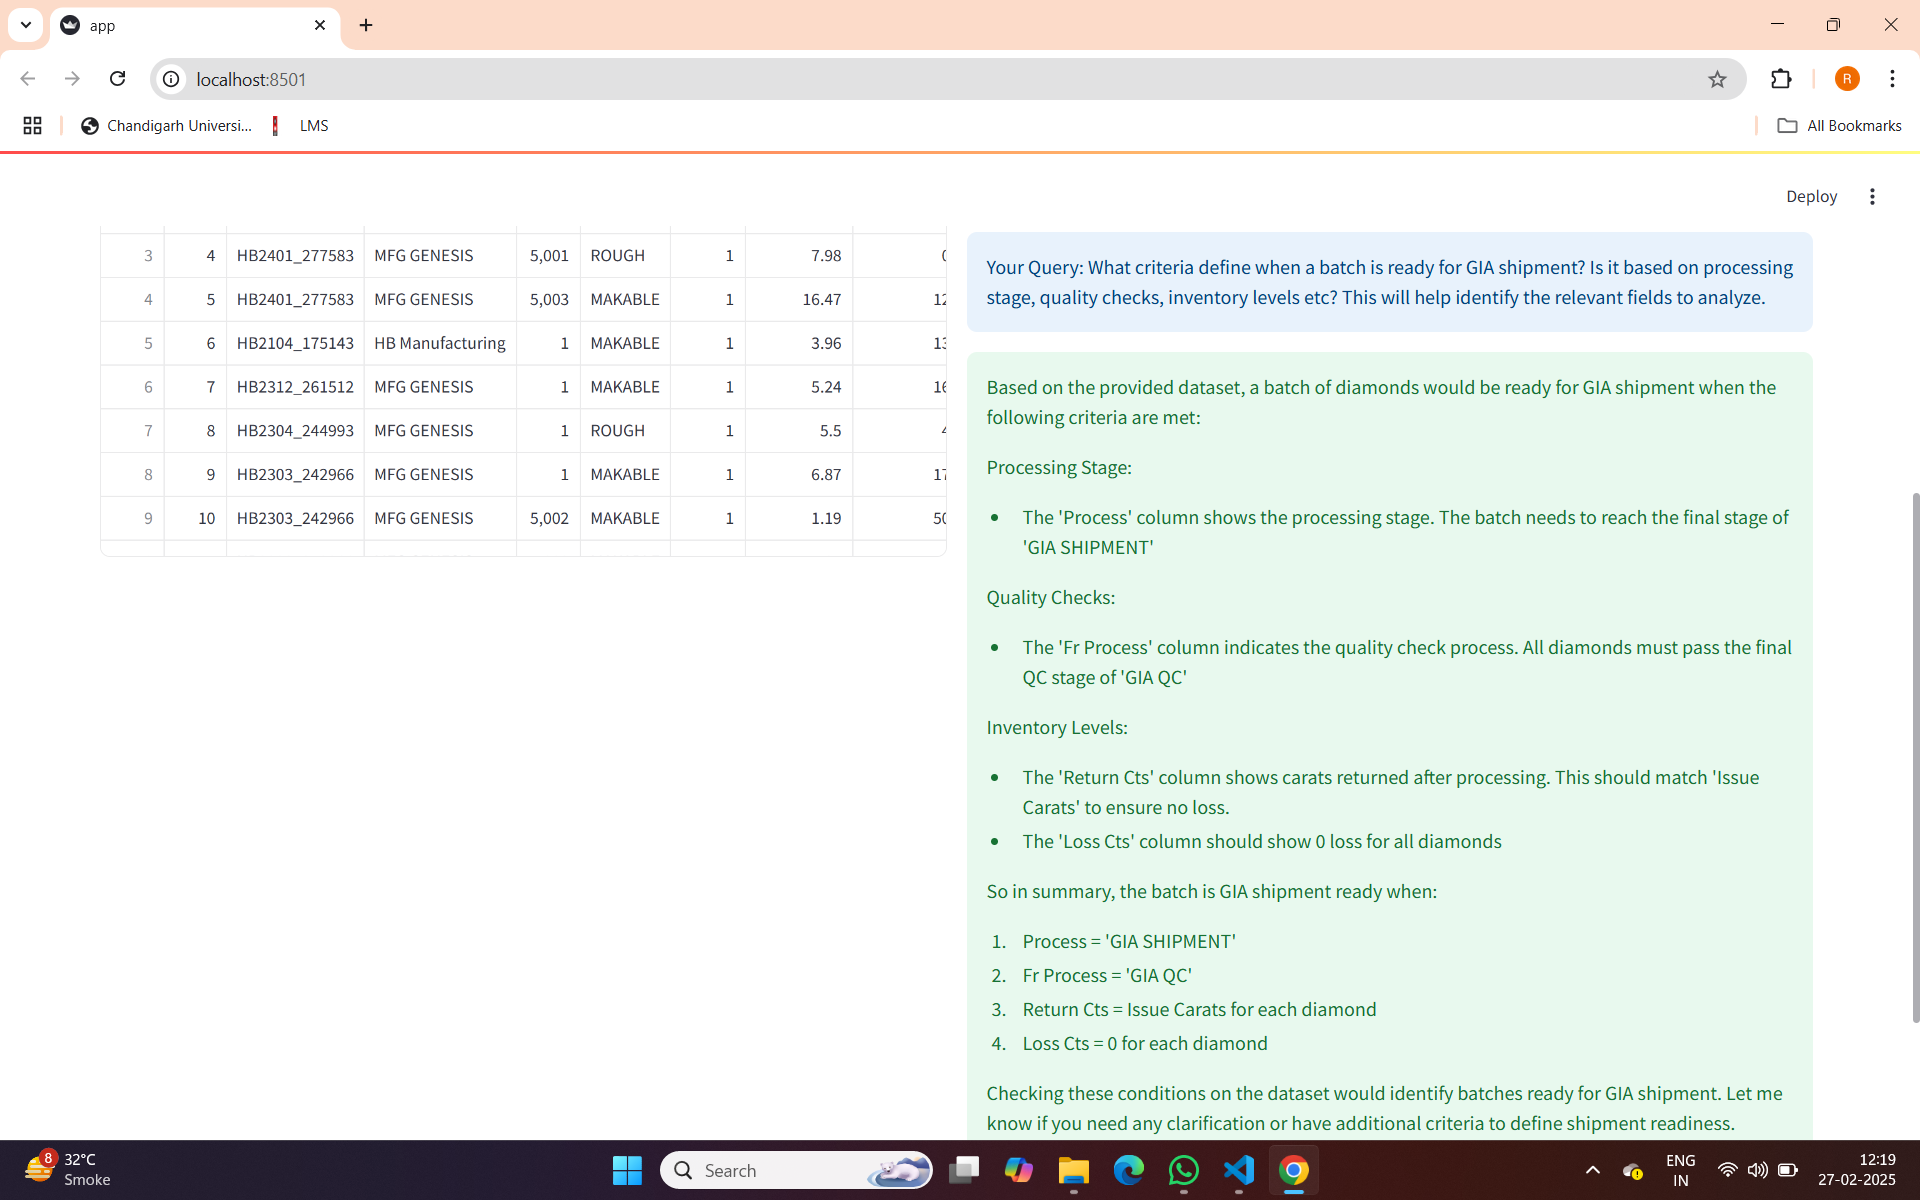 app
localhost:8501
Chandigarh Universi...
LMS
All Bookmarks
Deploy
3 4 HB2401_277583 MFG GENESIS 5,001 ROUGH 1 7.98
4 5 HB2401_277583 MFG GENESIS 5,003 MAKABLE 1 16.47 12
5 6 HB2104_175143 HB Manufacturing 1 MAKABLE 1 3.96 13
6 7 HB2312_261512 MFG GENESIS 1 MAKABLE 1 5.24 16
7 8 HB2304_244993 MFG GENESIS 1 ROUGH 1 5.5
8 9 HB2303_242966 MFG GENESIS 1 MAKABLE 1 6.87 17
9 10 HB2303_242966 MFG GENESIS 5,002 MAKABLE 1 1.19 50
Your Query: What criteria define when a batch is ready for GIA shipment? Is it based on processing
stage, quality checks, inventory levels etc? This will help identify the relevant fields to analyze.
Based on the provided dataset, a batch of diamonds would be ready for GIA shipment when the
following criteria are met:
Processing Stage:
• The 'Process' column shows the processing stage. The batch needs to reach the final stage of
'GIA SHIPMENT'
Quality Checks:
• The 'Fr Process' column indicates the quality check process. All diamonds must pass the final
QC stage of 'GIA QC'
Inventory Levels:
• The 'Return Cts' column shows carats returned after processing. This should match 'Issue
Carats' to ensure no loss.
• The 'Loss Cts' column should show 0 loss for all diamonds
So in summary, the batch is GIA shipment ready when:
1. Process = 'GIA SHIPMENT'
2. Fr Process = 'GIA QC'
3. Return Cts = Issue Carats for each diamond
4. Loss Cts = 0 for each diamond
Checking these conditions on the dataset would identify batches ready for GIA shipment. Let me
know if you need any clarification or have additional criteria to define shipment readiness.
8
32°C
Smoke
Search
ENG
IN
12:19
27-02-2025
R